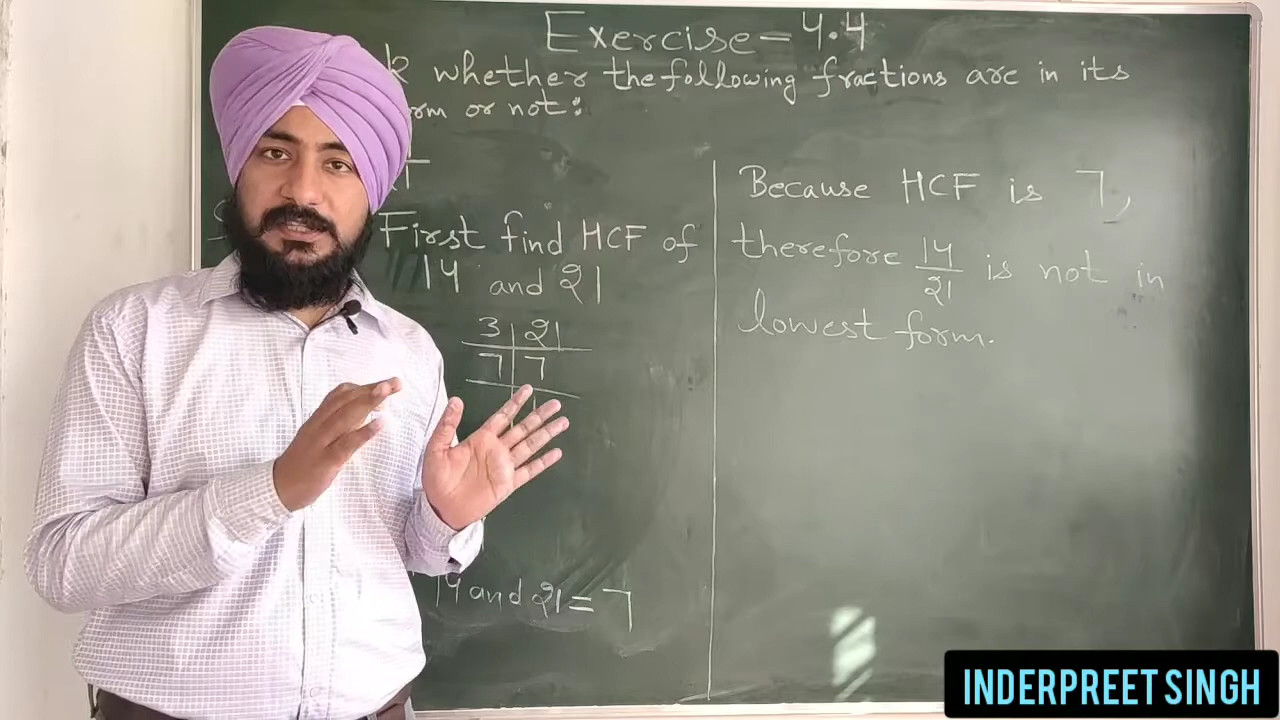 Exercise-4.4
k whether the following fractions are in its
orm or not:
First find HCF of
14 and 21
3 | 21
7 | 7
14 and 21 = 7
Because HCF is 7,
therefore 14/21 is not in
lowest form.
INDERPREET SINGH